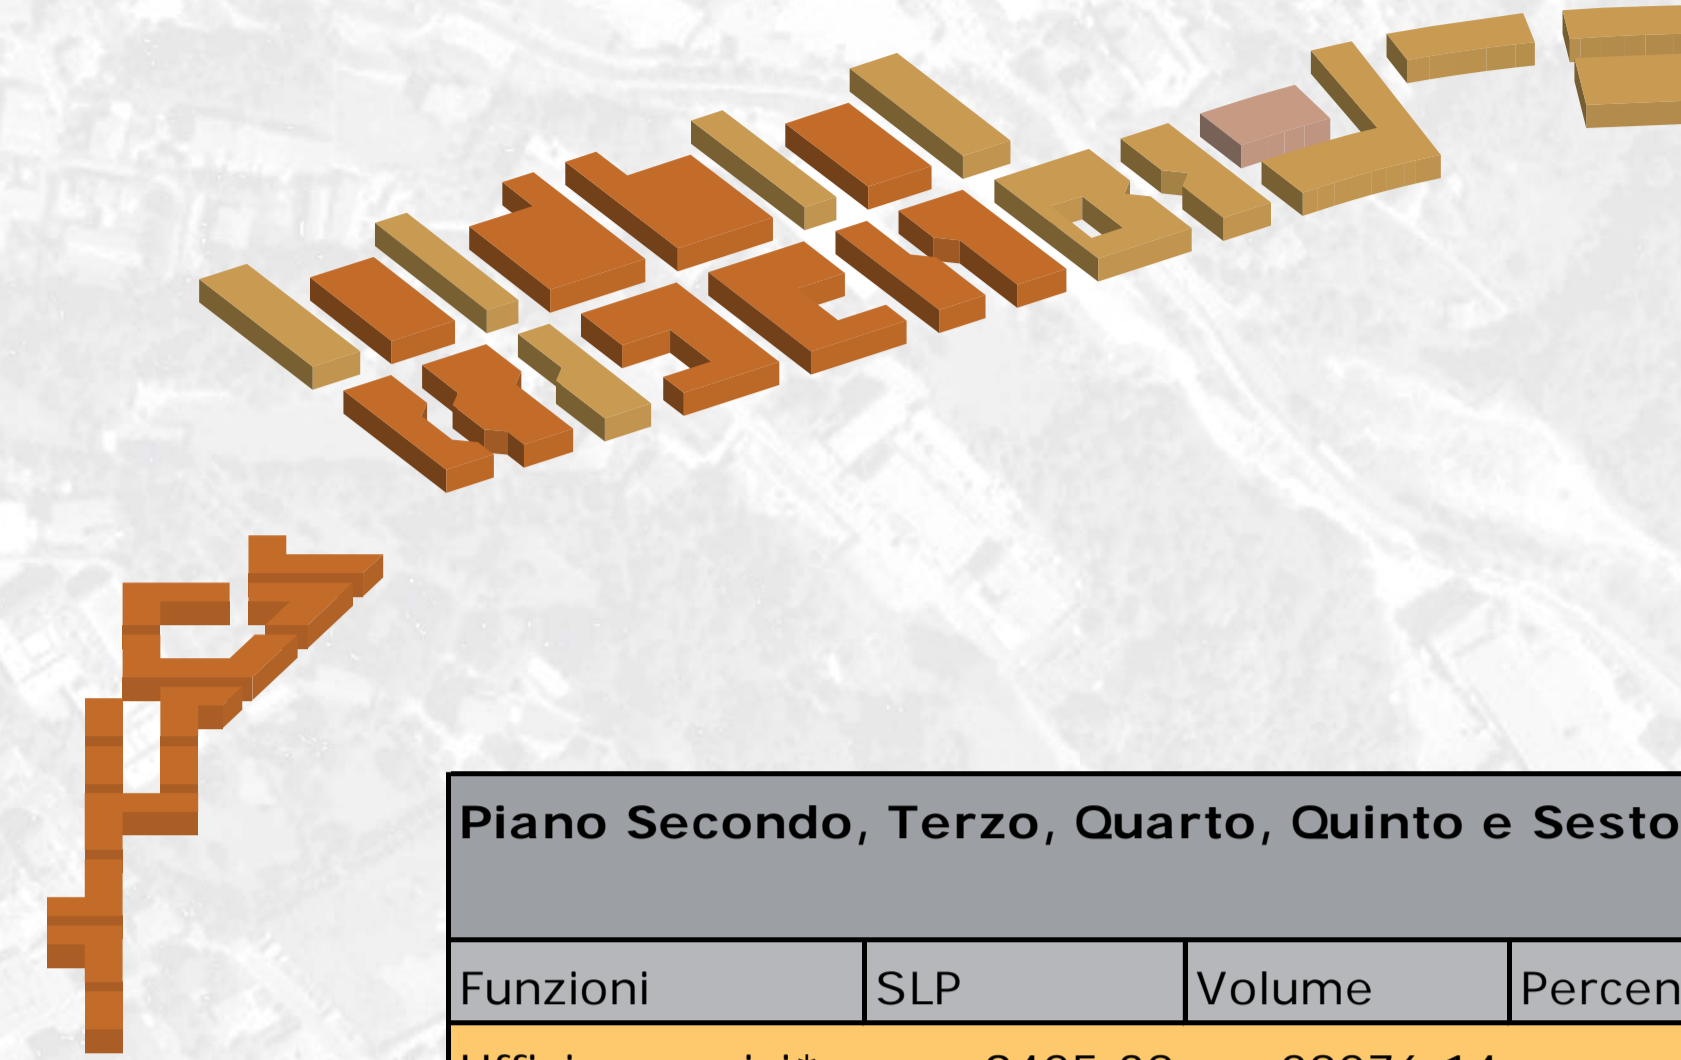 Piano Secondo, Terzo, Quarto, Quinto e Sesto
Funzioni SLP Volume Percen